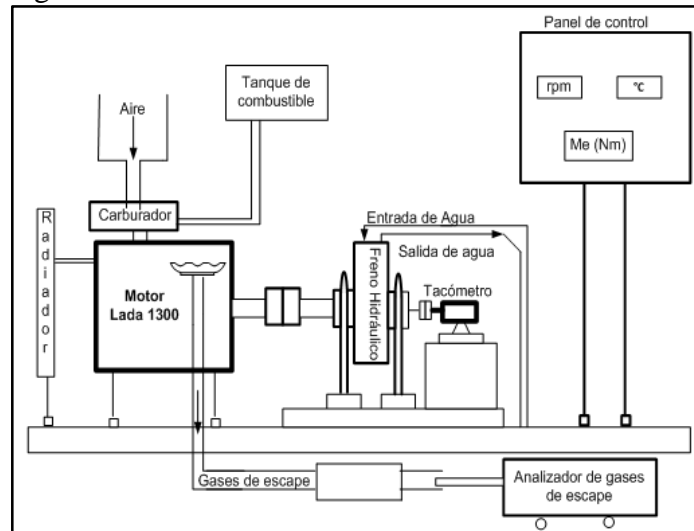 Panel de control
rpm
°C
Me (Nm)
Tanque de
combustible
Aire
Carburador
Radiador
Entrada de Agua
Salida de agua
Freno Hidráulico
Tacómetro
Motor
Lada 1300
Gases de escape
Analizador de gases
de escape